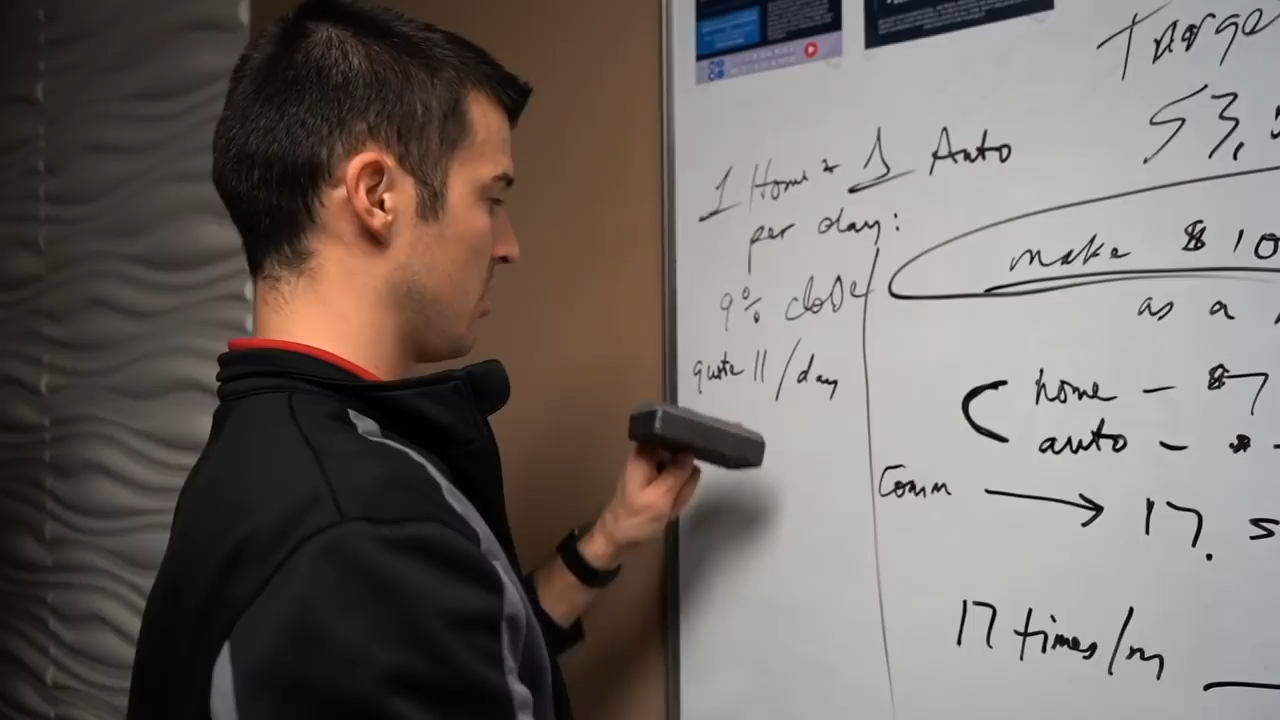 Targe
53,
1 Home + 1 Auto
per day:
make $ 10
9% close
as a
quote 11/day
home - $7
auto -
Comm → 17. 5
17 times/m